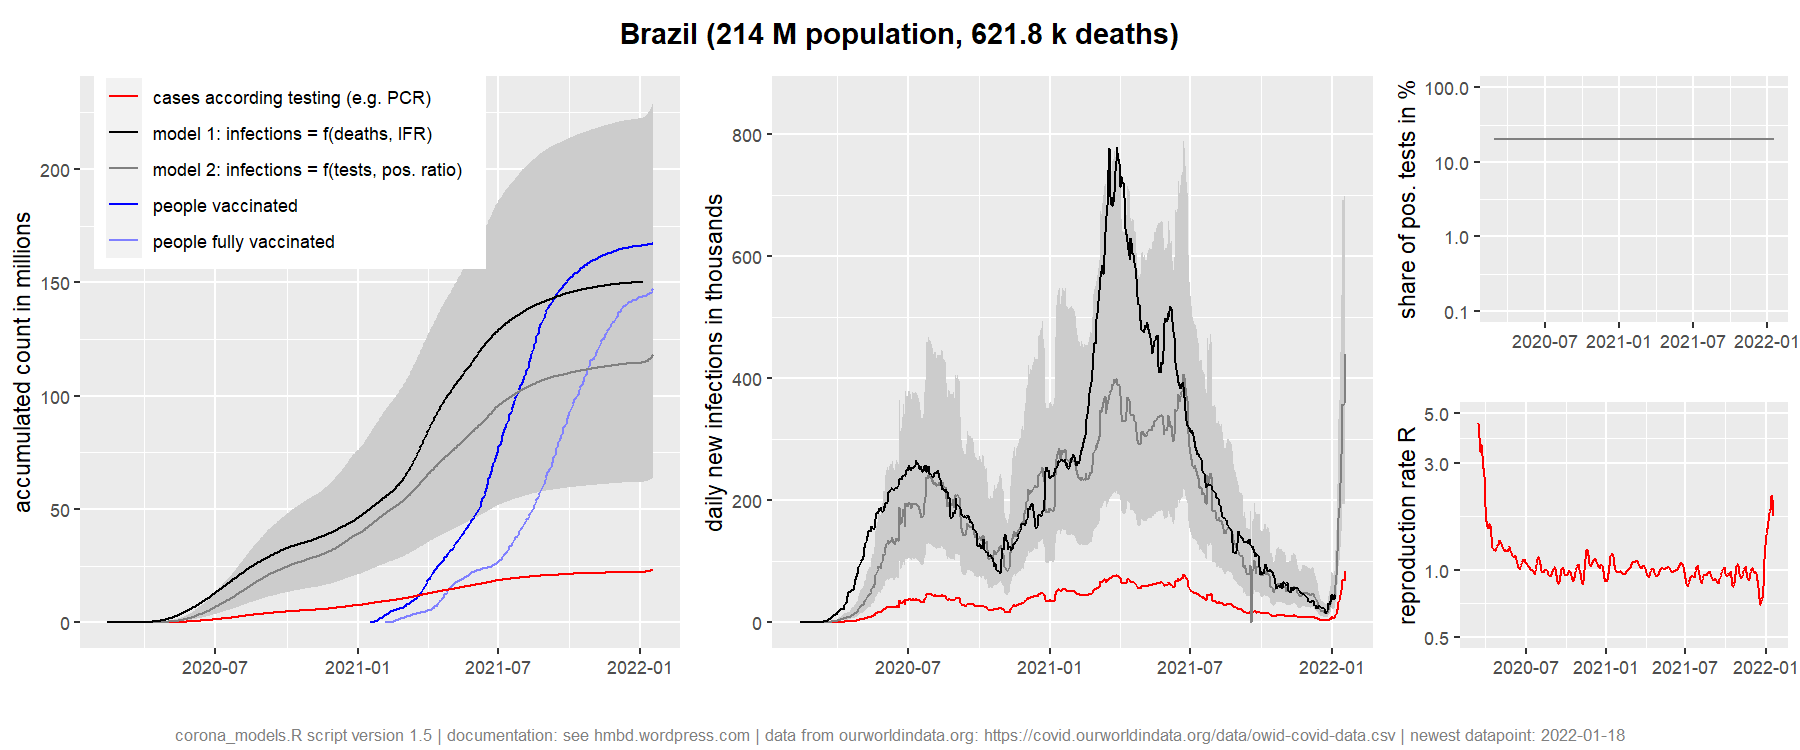 Brazil (214 M population, 621.8 k deaths)
accumulated count in millions
cases according testing (e.g. PCR)
model 1: infections = f(deaths, IFR)
model 2: infections = f(tests, pos. ratio)
people vaccinated
people fully vaccinated
200
150
100
50
0
2020-07 2021-01 2021-07 2022-01
daily new infections in thousands
800
600
400
200
0
2020-07 2021-01 2021-07 2022-01
share of pos. tests in %
100.0
10.0
1.0
0.1
2020-07 2021-01 2021-07 2022-01
reproduction rate R
5.0
3.0
1.0
0.5
2020-07 2021-01 2021-07 2022-01
corona_models.R script version 1.5 | documentation: see hmbd.wordpress.com | data from ourworldindata.org: https://covid.ourworldindata.org/data/owid-covid-data.csv | newest datapoint: 2022-01-18